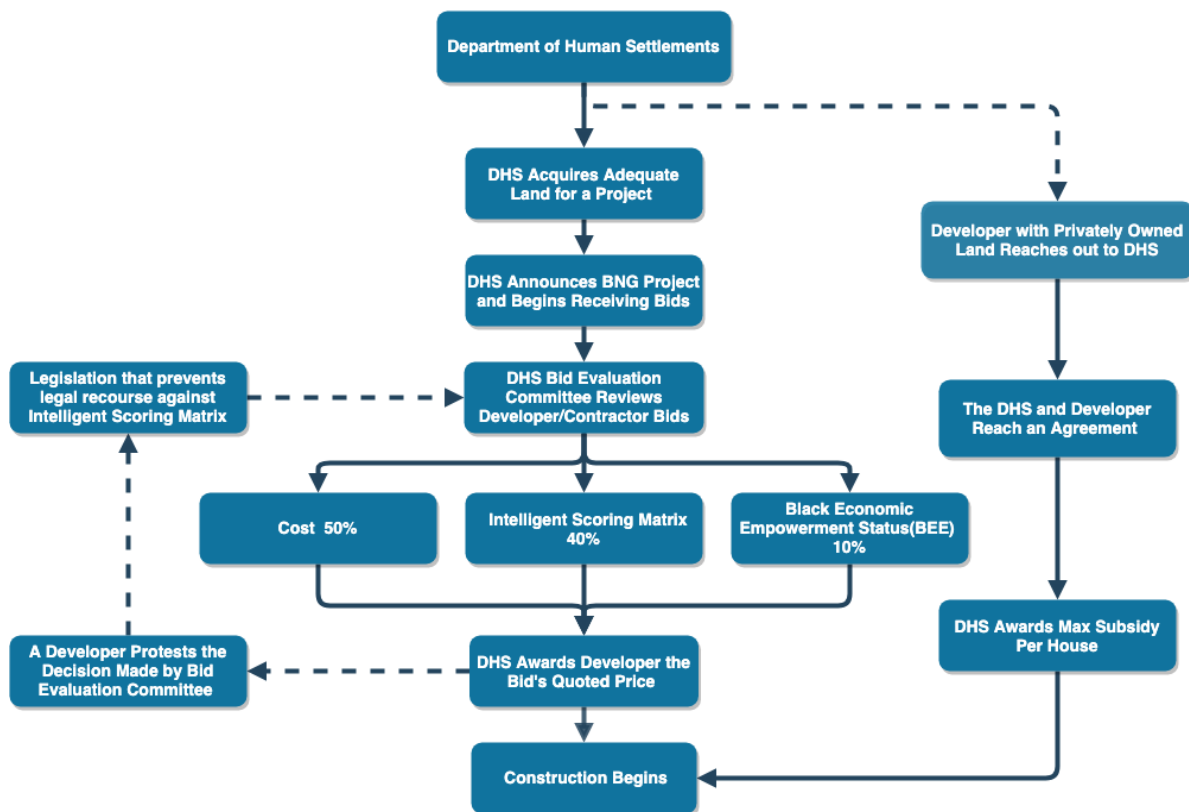 Department of Human Settlements
DHS Acquires Adequate
Land for a Project
Developer with Privately Owned
Land Reaches out to DHS
DHS Announces BNG Project
and Begins Receiving Bids
Legislation that prevents
legal recourse against
Intelligent Scoring Matrix
DHS Bid Evaluation
Committee Reviews
Developer/Contractor Bids
The DHS and Developer
Reach an Agreement
Cost 50%
Intelligent Scoring Matrix
40%
Black Economic
Empowerment Status(BEE)
10%
A Developer Protests the
Decision Made by Bid
Evaluation Committee
DHS Awards Developer the
Bid's Quoted Price
DHS Awards Max Subsidy
Per House
Construction Begins